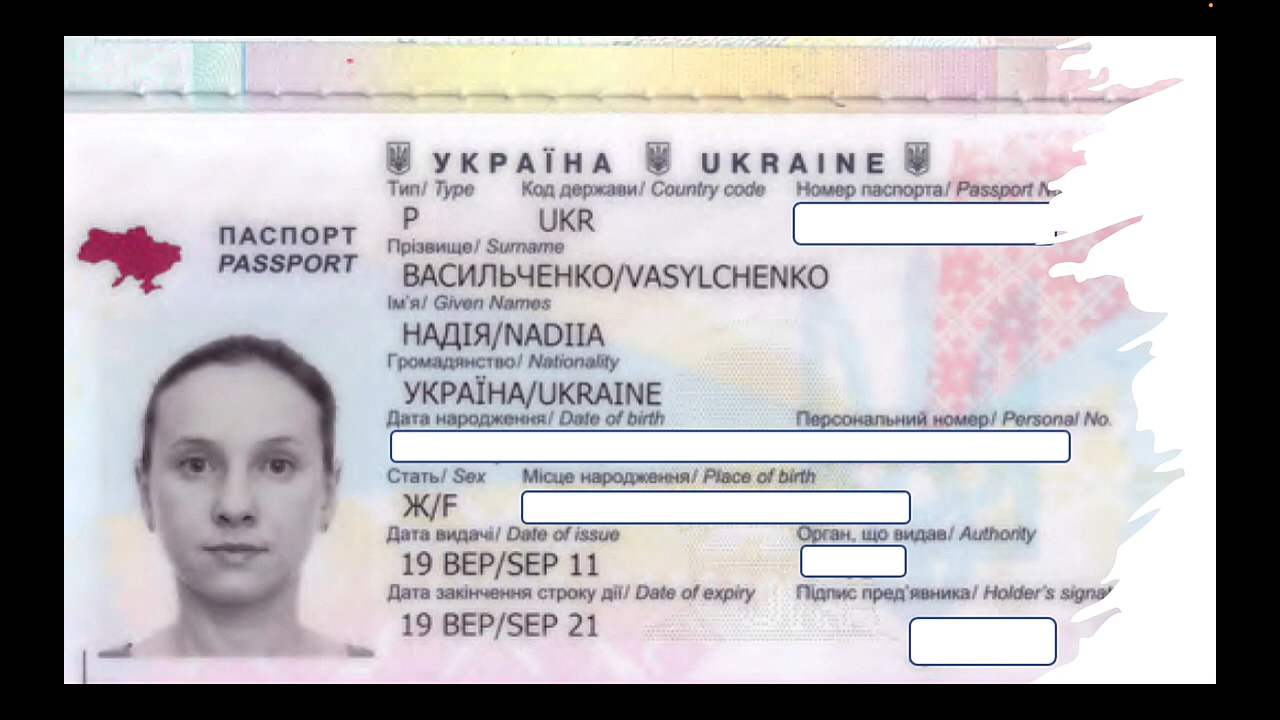 УКРАЇНА UKRAINE
Тип/ Type Код держави/ Country code Номер паспорта/ Passport
P UKR
ПАСПОРТ
PASSPORT
Прізвище/ Surname
ВАСИЛЬЧЕНКО/VASYLCHENKO
Ім'я/ Given Names
НАДІЯ/NADIIA
Громадянство/ Nationality
УКРАЇНА/UKRAINE
Дата народження/ Date of birth Персональний номер/ Personal No.
Стать/ Sex Місце народження/ Place of birth
Ж/F
Дата видачі/ Date of issue Орган, що видав/ Authority
19 ВЕР/SEP 11
Дата закінчення строку дії/ Date of expiry Підпис пред'явника/ Holder's
19 ВЕР/SEP 21